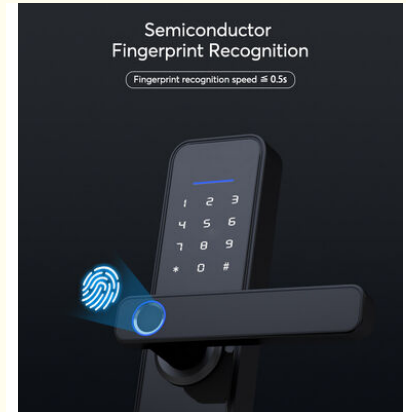 Semiconductor
Fingerprint Recognition
Fingerprint recognition speed ≦ 0.5s
1 2 3
4 5 6
7 8 9
* 0 #